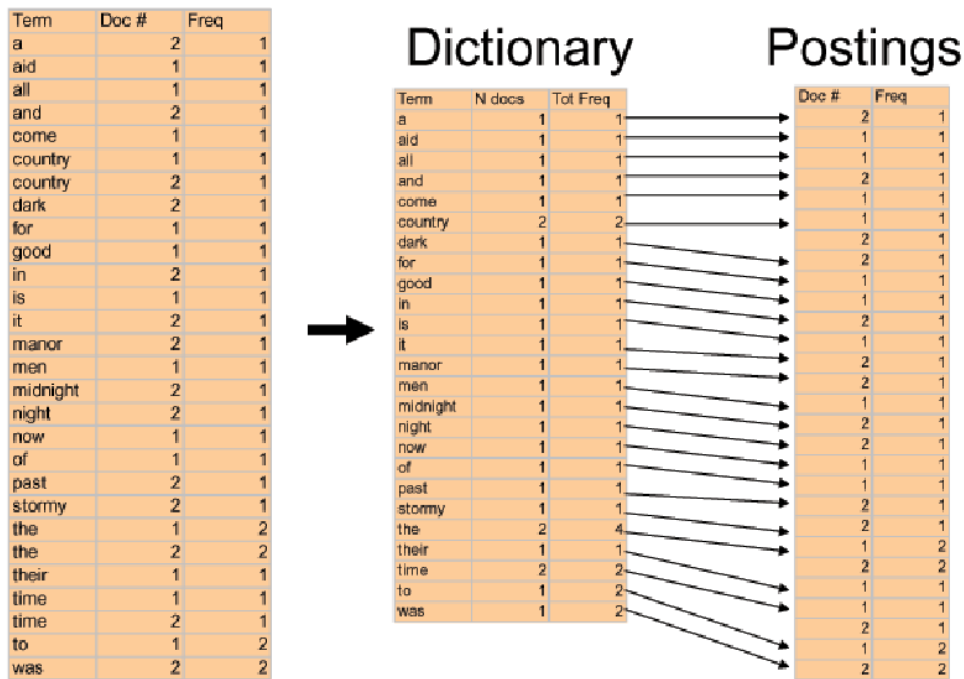 Term Doc # Freq
a 2 1
aid 1 1
all 1 1
and 2 1
come 1 1
country 1 1
country 2 1
dark 2 1
for 1 1
good 1 1
in 2 1
is 1 1
it 2 1
manor 2 1
men 1 1
midnight 2 1
night 2 1
now 1 1
of 1 1
past 2 1
stormy 2 1
the 1 2
the 2 2
their 1 1
time 1 1
time 2 1
to 1 2
was 2 2
Dictionary
Term N docs Tot Freq
a 1 1
aid 1 1
all 1 1
and 1 1
come 1 1
country 2 2
dark 1 1
for 1 1
good 1 1
in 1 1
is 1 1
it 1 1
manor 1 1
men 1 1
midnight 1 1
night 1 1
now 1 1
of 1 1
past 1 1
stormy 1 1
the 2 4
their 1 1
time 2 2
to 1 2
was 1 2
Postings
Doc # Freq
2 1
1 1
1 1
2 1
1 1
1 1
2 1
2 1
1 1
1 1
2 1
1 1
2 1
2 1
1 1
2 1
2 1
1 1
1 1
2 1
2 1
1 2
2 2
1 1
1 1
2 1
1 2
2 2